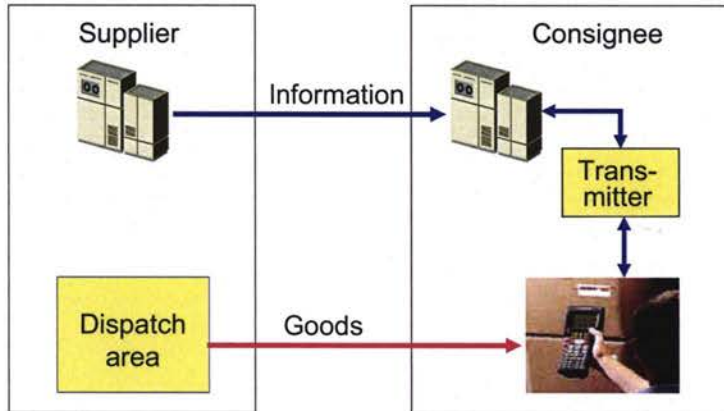 Supplier
Consignee
Information
Trans-
mitter
Dispatch
area
Goods